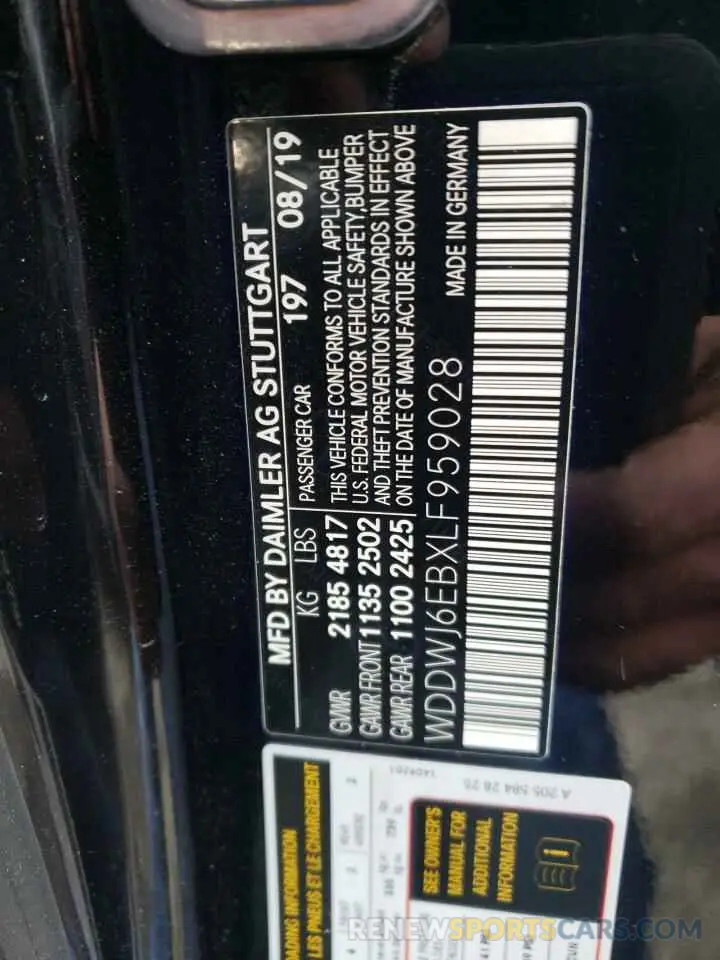 MFD BY DAIMLER AG STUTTGART
KG LBS 197 08/19
PASSENGER CAR
GVWR 2185 4817
GAWR FRONT 1135 2502
GAWR REAR 1100 2425
THIS VEHICLE CONFORMS TO ALL APPLICABLE
U.S. FEDERAL MOTOR VEHICLE SAFETY,BUMPER
AND THEFT PREVENTION STANDARDS IN EFFECT
ON THE DATE OF MANUFACTURE SHOWN ABOVE
WDDWJ6EBXLF959028 MADE IN GERMANY
INFORMATION
LES PNEUS ET LE CHARGEMENT
SEE OWNER'S
MANUAL FOR
ADDITIONAL
INFORMATION
i
A 205 584 28 25
RENEWSPORTSCARS.COM